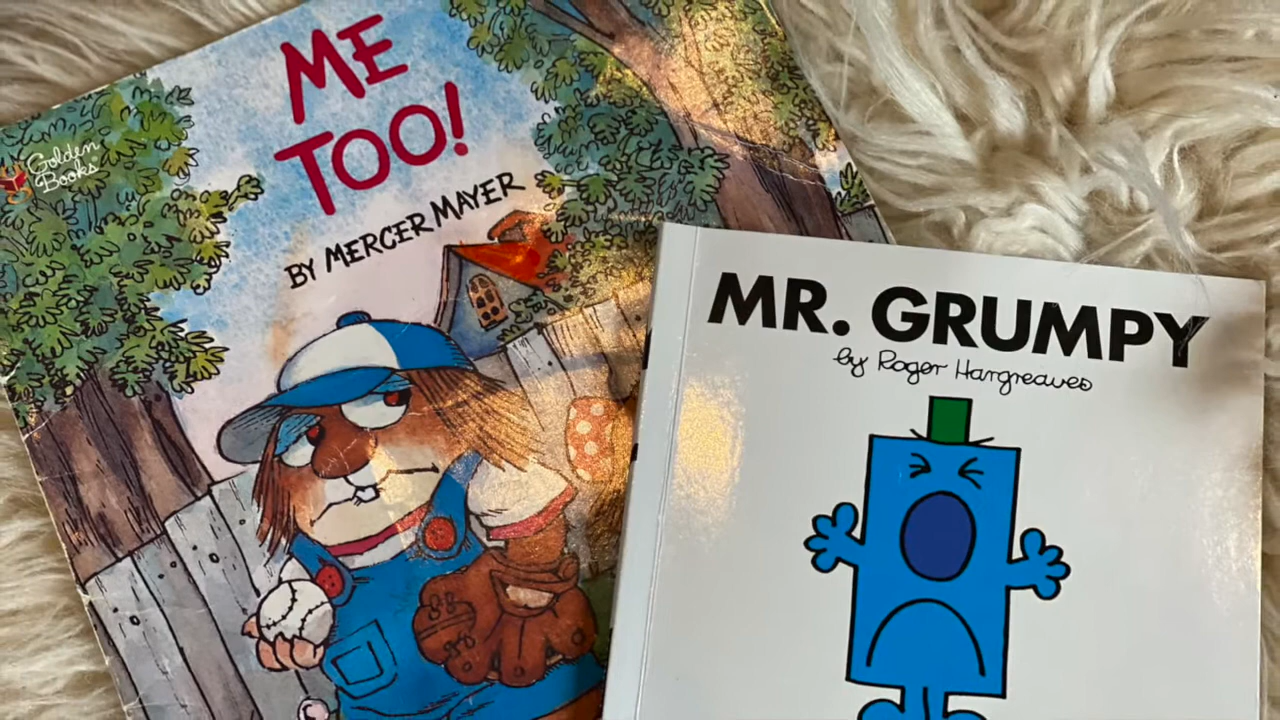 ME
TOO!
BY MERCER MAYER
Golden
Books®
MR. GRUMPY
by Roger Hargreaves